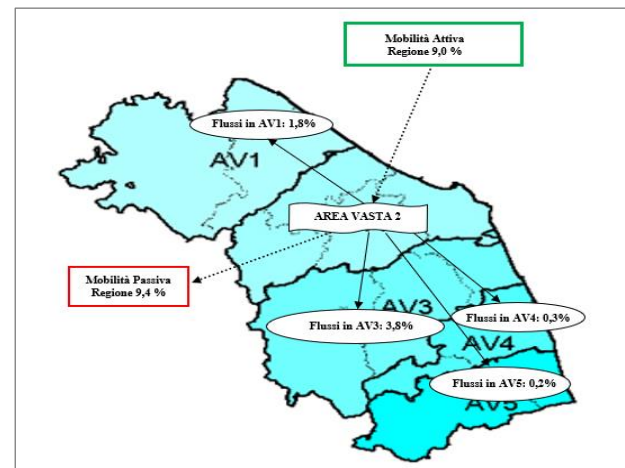 Mobilità Attiva
Regione 9,0 %
Flussi in AV1: 1,8%
AV1
AREA VASTA 2
Mobilità Passiva
Regione 9,4 %
AV3
Flussi in AV3: 3,8%
Flussi in AV4: 0,3%
AV4
Flussi in AV5: 0,2%
AV5